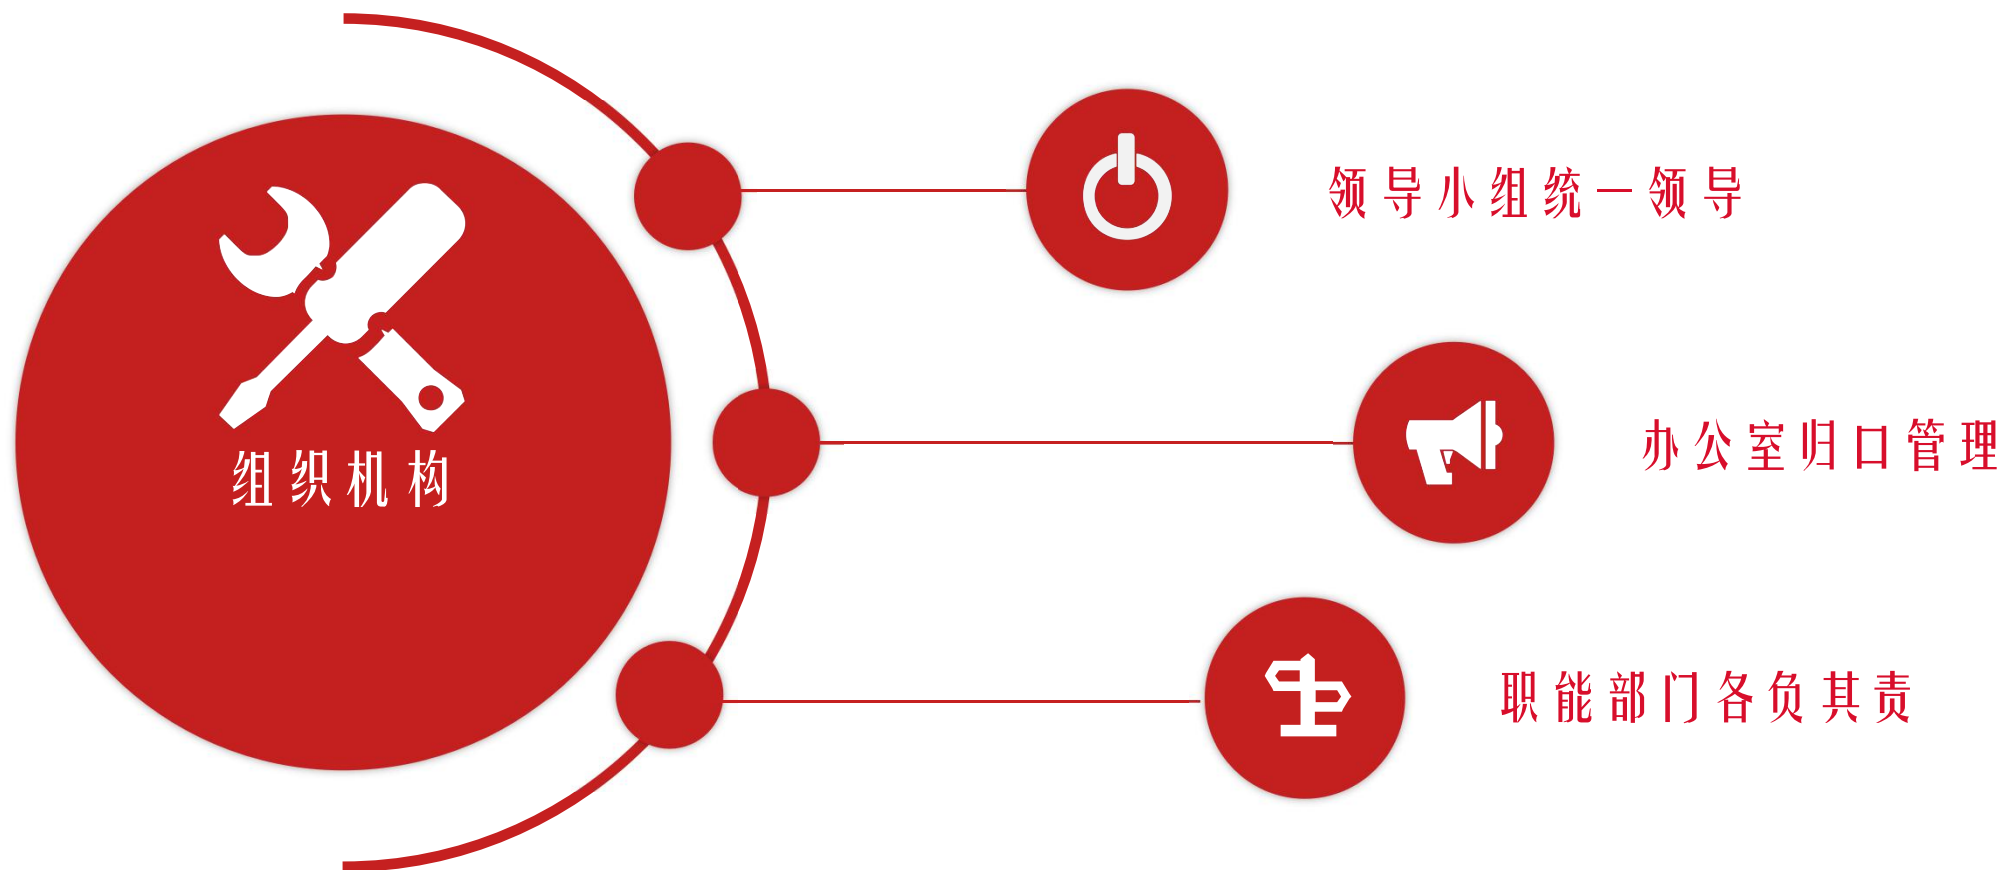 组织机构
领导小组统一领导
办公室归口管理
职能部门各负其责